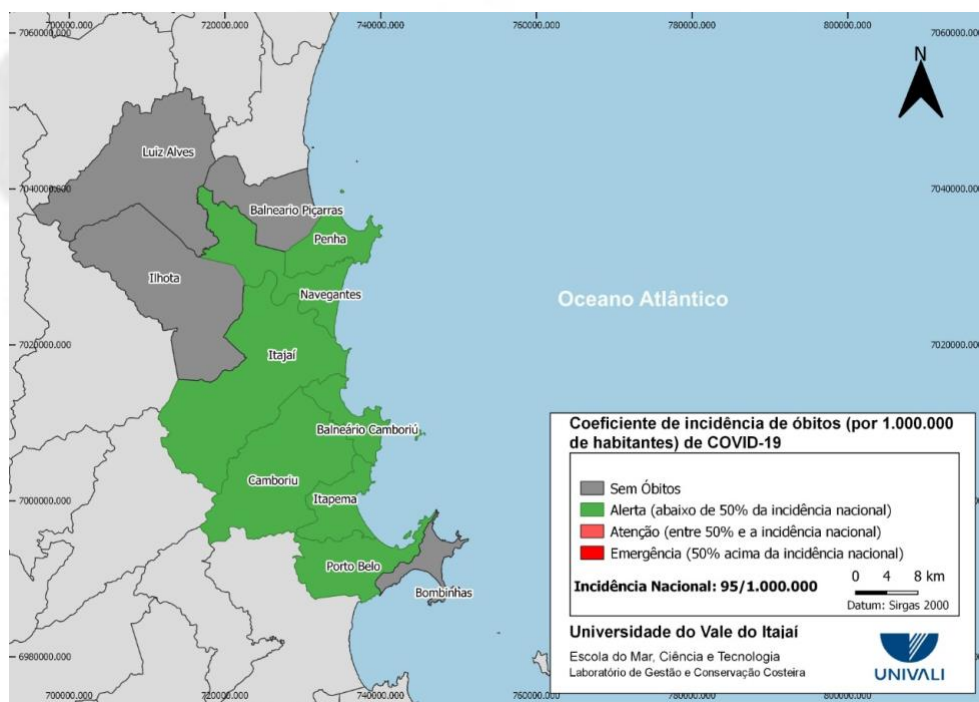 700000.000 720000.000 740000.000 760000.000 780000.000 800000.000
7060000.000 7060000.000
N
Luiz Alves
7040000.000 7040000.000
Balneario Piçarras
Penha
Ilhota
Navegantes
Oceano Atlântico
7020000.000 7020000.000
Itajaí
Balneário Camboriú
Camboriu
Itapema
7000000.000
Porto Belo
Bombinhas
6980000.000
700000.000 720000.000 740000.000 760000.000 780000.000 800000.000
Coeficiente de incidência de óbitos (por 1.000.000
de habitantes) de COVID-19
Sem Óbitos
Alerta (abaixo de 50% da incidência nacional)
Atenção (entre 50% e a incidência nacional)
Emergência (50% acima da incidência nacional)
Incidência Nacional: 95/1.000.000
0 4 8 km
Datum: Sirgas 2000
Universidade do Vale do Itajaí
Escola do Mar, Ciência e Tecnologia
Laboratório de Gestão e Conservação Costeira
UNIVALI